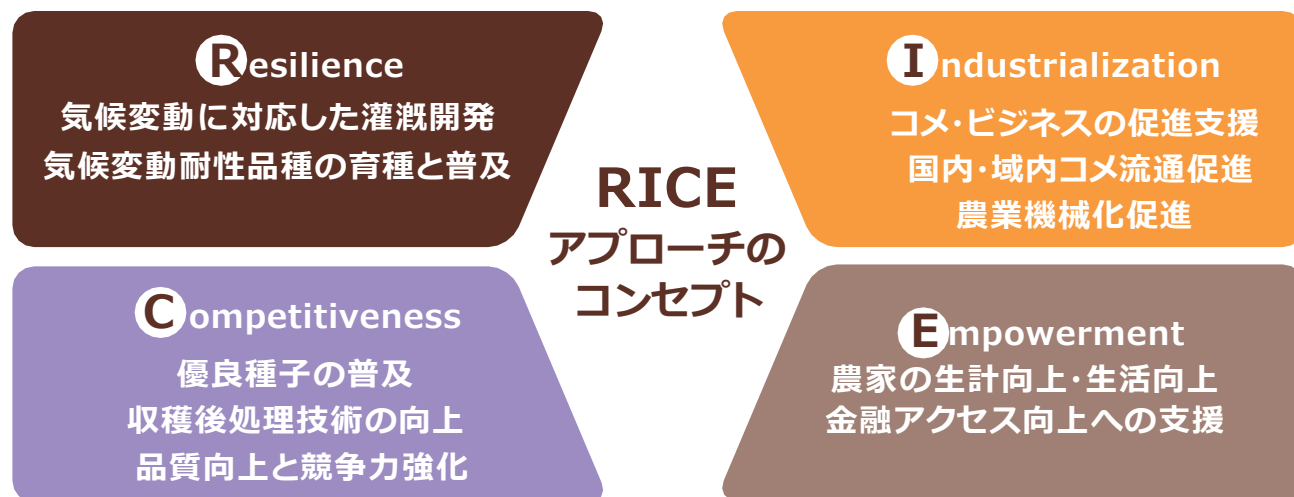 Resilience
気候変動に対応した灌漑開発
気候変動耐性品種の育種と普及
Industrialization
コメ・ビジネスの促進支援
国内・域内コメ流通促進
農業機械化促進
RICE
アプローチの
コンセプト
Competitiveness
優良種子の普及
収穫後処理技術の向上
品質向上と競争力強化
Empowerment
農家の生計向上・生活向上
金融アクセス向上への支援